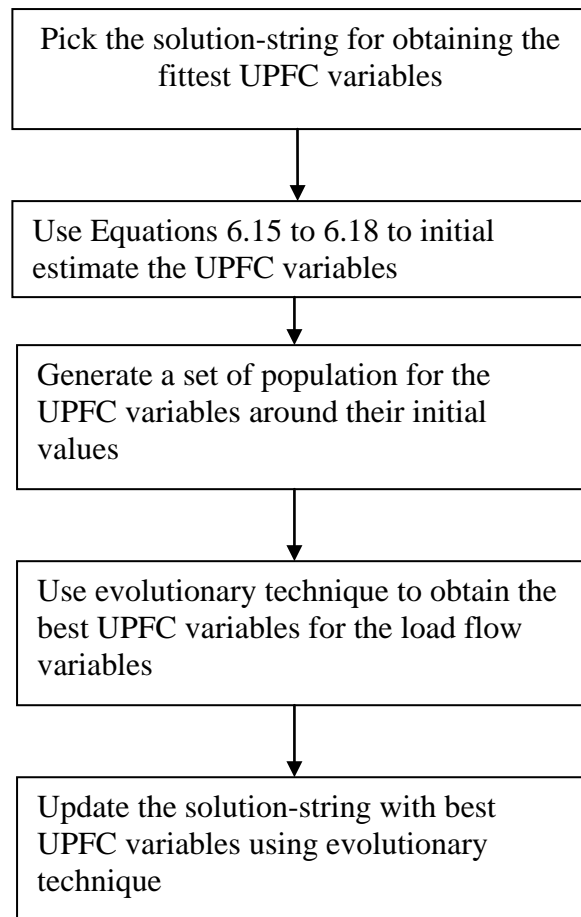 Pick the solution-string for obtaining the
fittest UPFC variables
Use Equations 6.15 to 6.18 to initial
estimate the UPFC variables
Generate a set of population for the
UPFC variables around their initial
values
Use evolutionary technique to obtain the
best UPFC variables for the load flow
variables
Update the solution-string with best
UPFC variables using evolutionary
technique